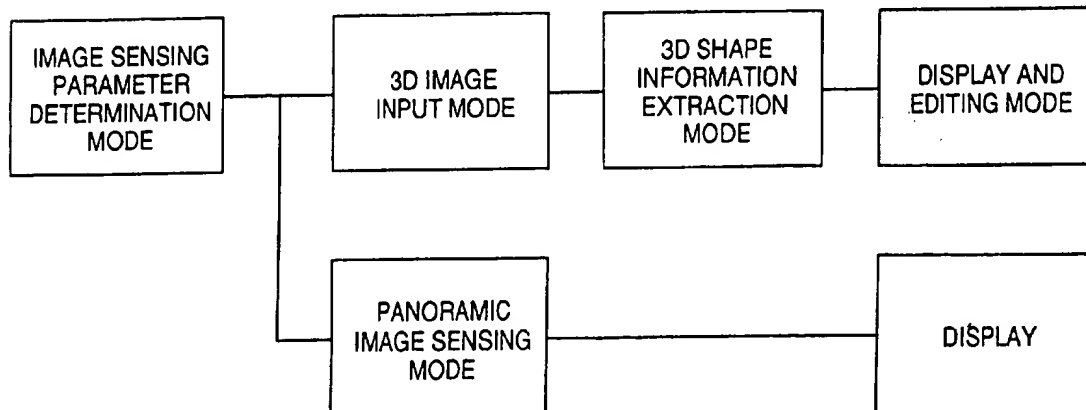 IMAGE SENSING
PARAMETER
DETERMINATION
MODE
3D IMAGE
INPUT MODE
3D SHAPE
INFORMATION
EXTRACTION
MODE
DISPLAY AND
EDITING MODE
PANORAMIC
IMAGE SENSING
MODE
DISPLAY